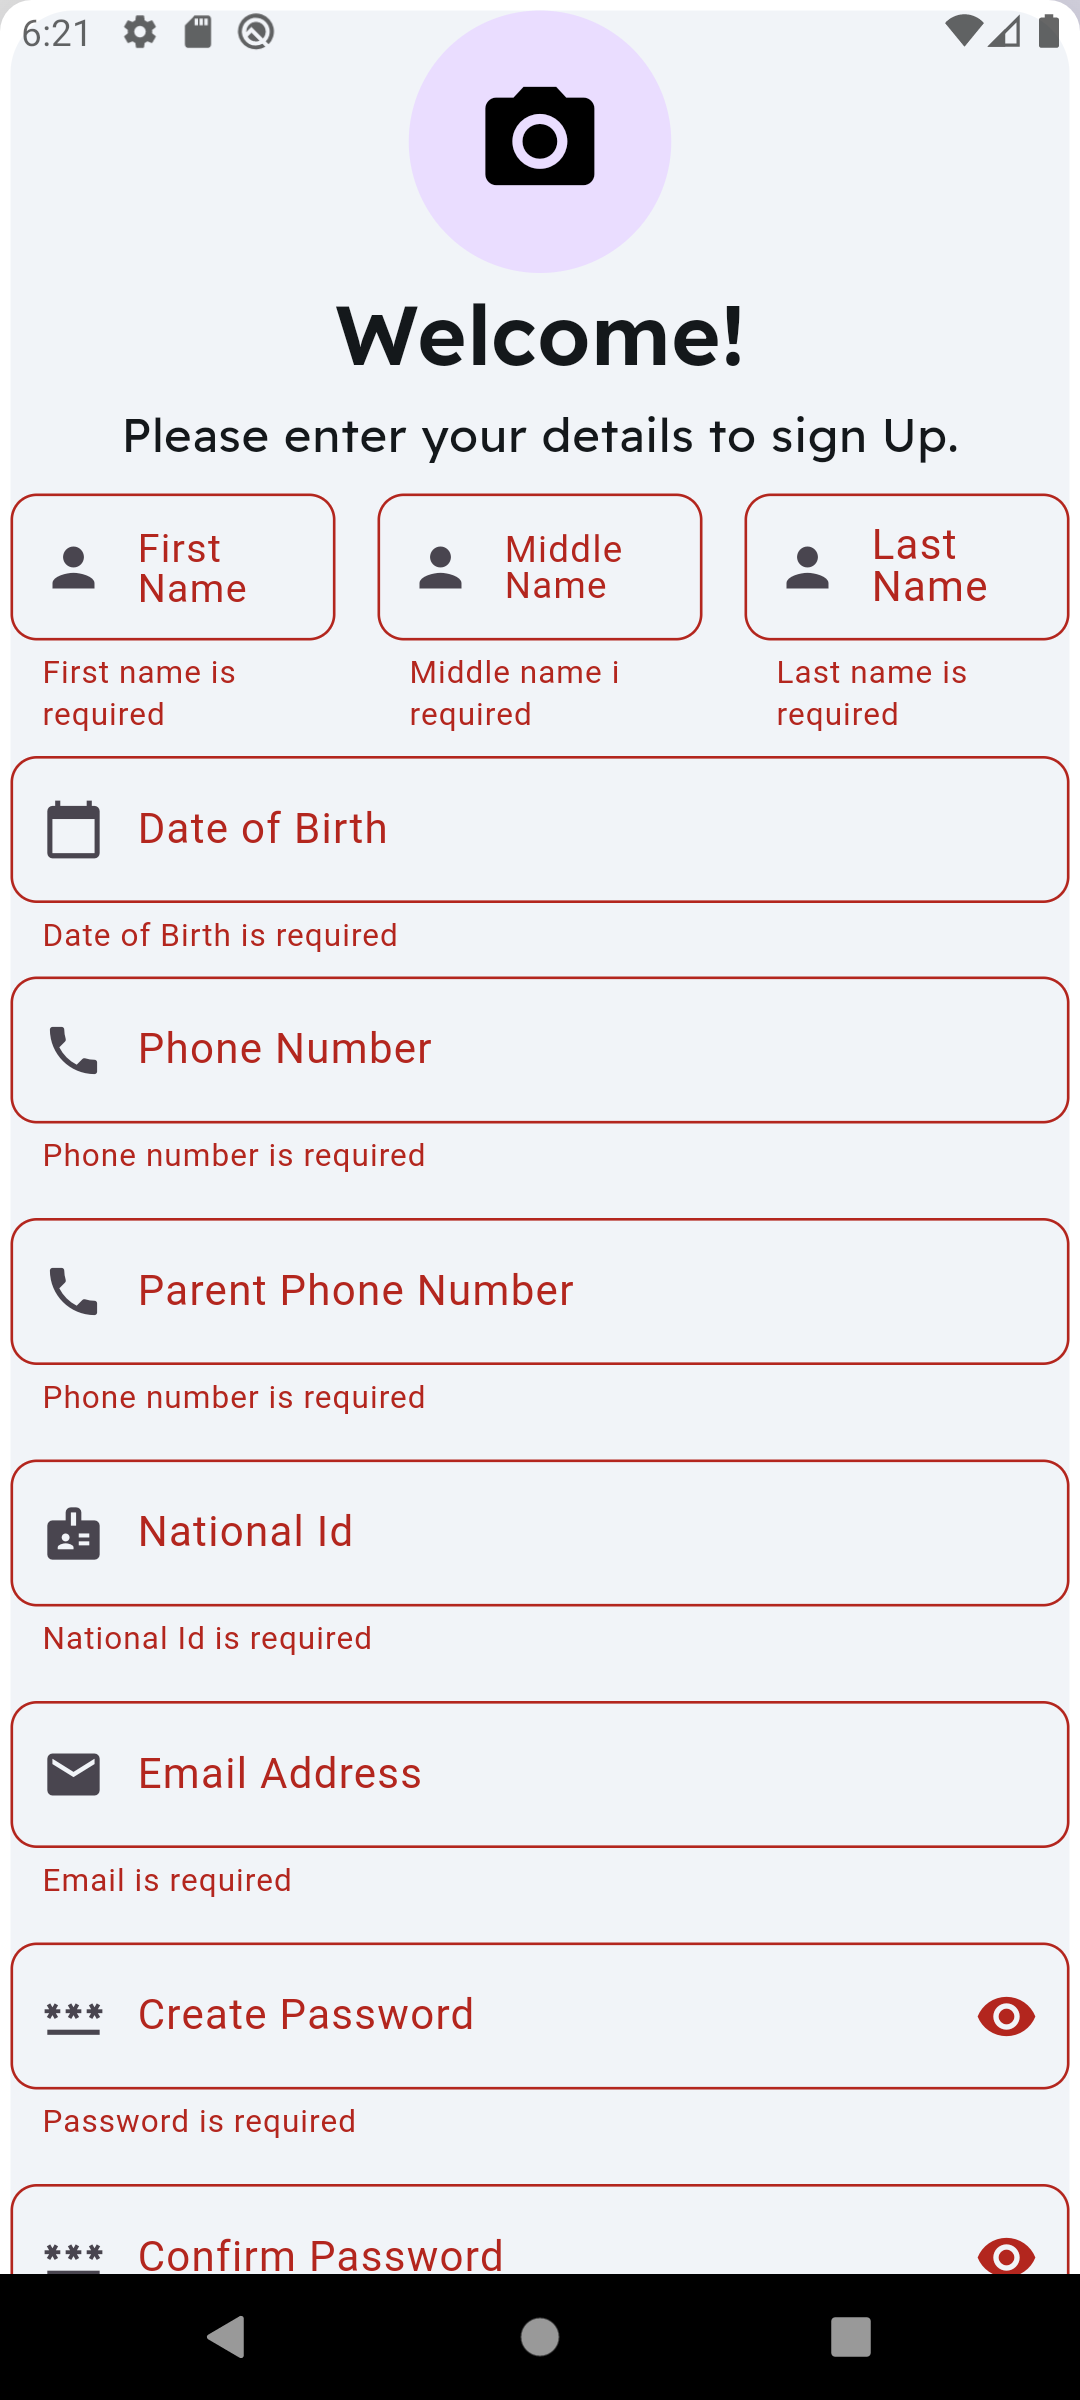 6:21
Welcome!
Please enter your details to sign Up.
First
Name
Middle
Name
Last
Name
First name is
required
Middle name i
required
Last name is
required
Date of Birth
Date of Birth is required
Phone Number
Phone number is required
Parent Phone Number
Phone number is required
National Id
National Id is required
Email Address
Email is required
Create Password
Password is required
Confirm Password